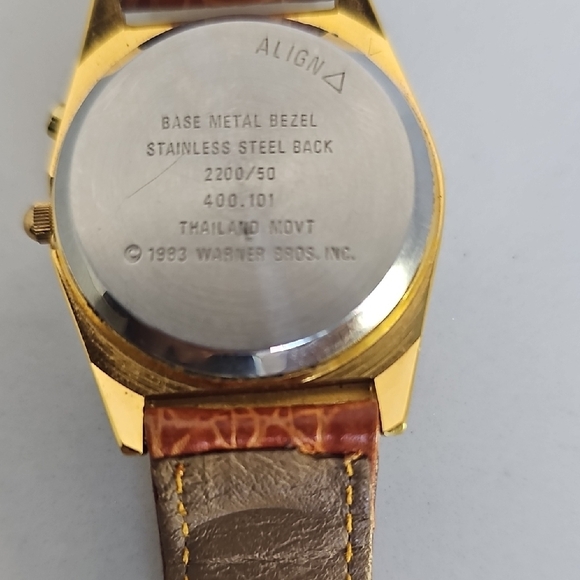 ALIGN △
BASE METAL BEZEL
STAINLESS STEEL BACK
2200/50
400.101
THAILAND MOVT
© 1993 WARNER BROS. INC.